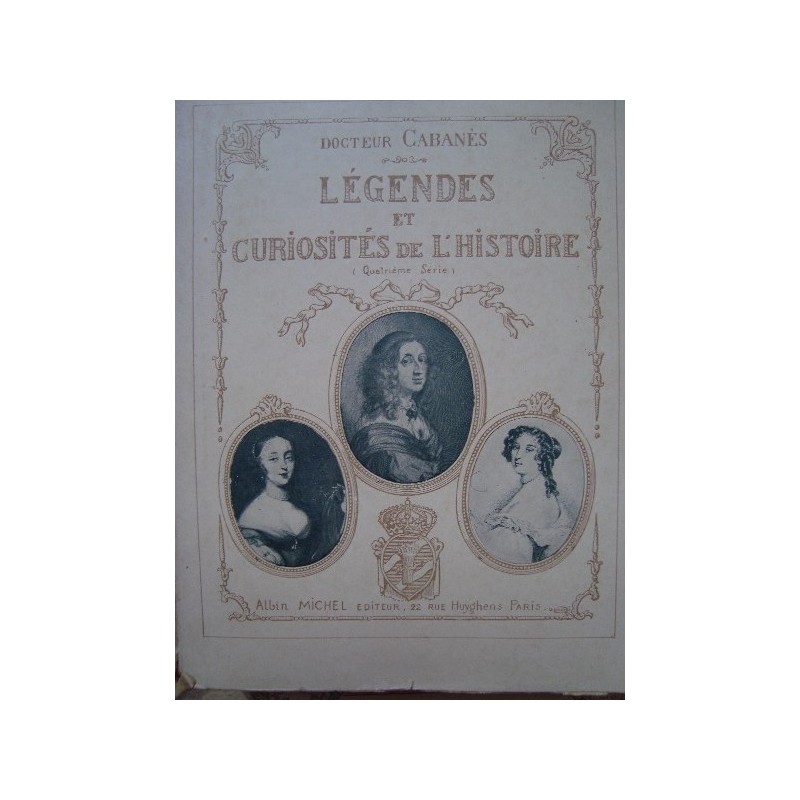 DOCTEUR CABANÈS
LÉGENDES
ET
CURIOSITÉS DE L'HISTOIRE
( Quatrième Série )
Albin MICHEL EDITEUR, 22 RUE Huyghens PARIS